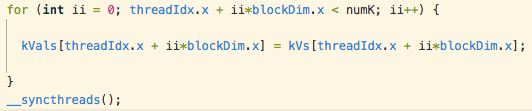 for (int ii = 0; threadIdx.x + ii*blockDim.x < numK; ii++) {
kVals[threadIdx.x + ii*blockDim.x] = kVs[threadIdx.x + ii*blockDim.x];
}
__syncthreads();